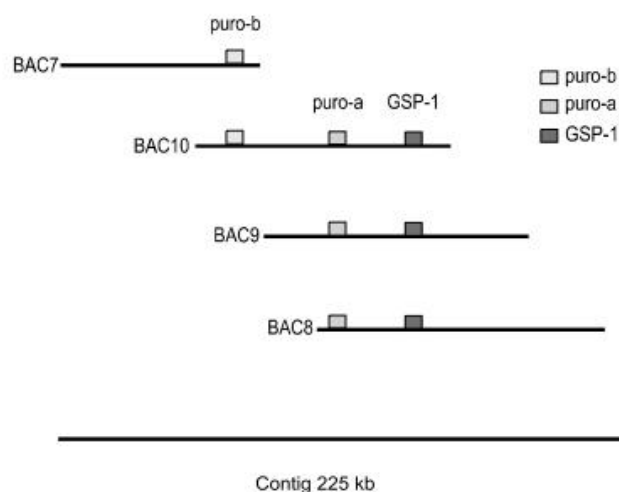 puro-b
BAC7
puro-b
puro-a
GSP-1
puro-a GSP-1
BAC10
BAC9
BAC8
Contig 225 kb